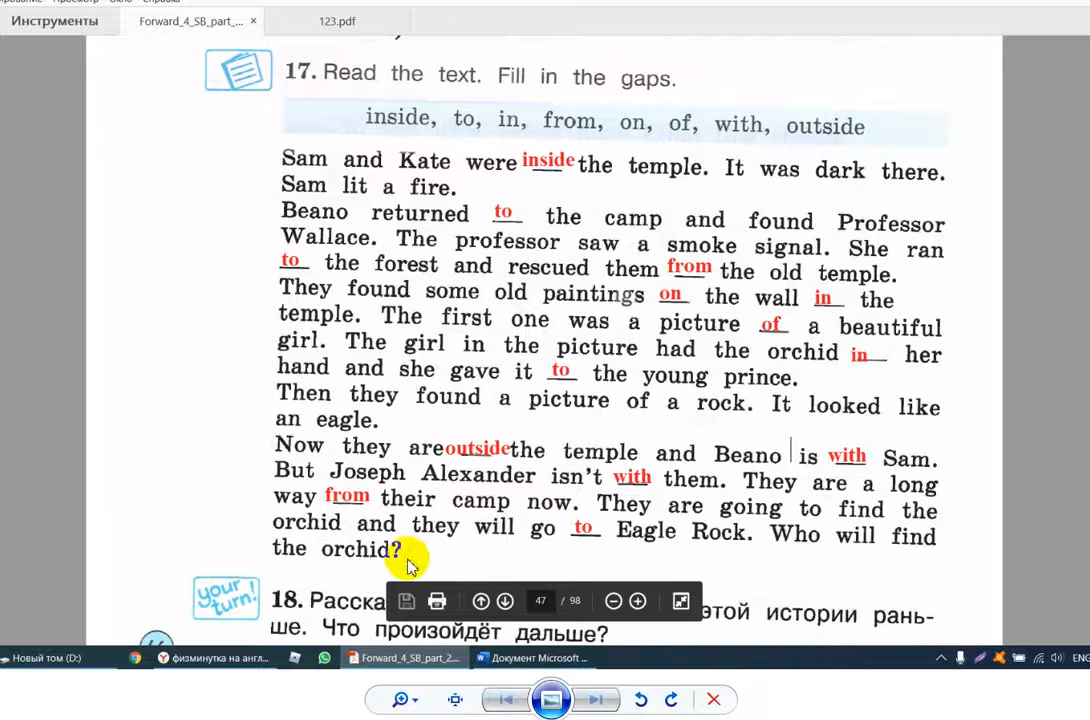 Инструменты Forward_4_SB_part_... × 123.pdf
17. Read the text. Fill in the gaps.
inside, to, in, from, on, of, with, outside
Sam and Kate were inside the temple. It was dark there.
Sam lit a fire.
Beano returned to the camp and found Professor
Wallace. The professor saw a smoke signal. She ran
to the forest and rescued them from the old temple.
They found some old paintings on the wall in the
temple. The first one was a picture of a beautiful
girl. The girl in the picture had the orchid in her
hand and she gave it to the young prince.
Then they found a picture of a rock. It looked like
an eagle.
Now they are outside the temple and Beano is with Sam.
But Joseph Alexander isn't with them. They are a long
way from their camp now. They are going to find the
orchid and they will go to Eagle Rock. Who will find
the orchid?
your turn!
18. Расска этой истории рань-
ше. Что произойдёт дальше?
47 / 98
Новый том (D:) физминутка на англ... Forward_4_SB_part_2... Документ Microsoft ... ENG